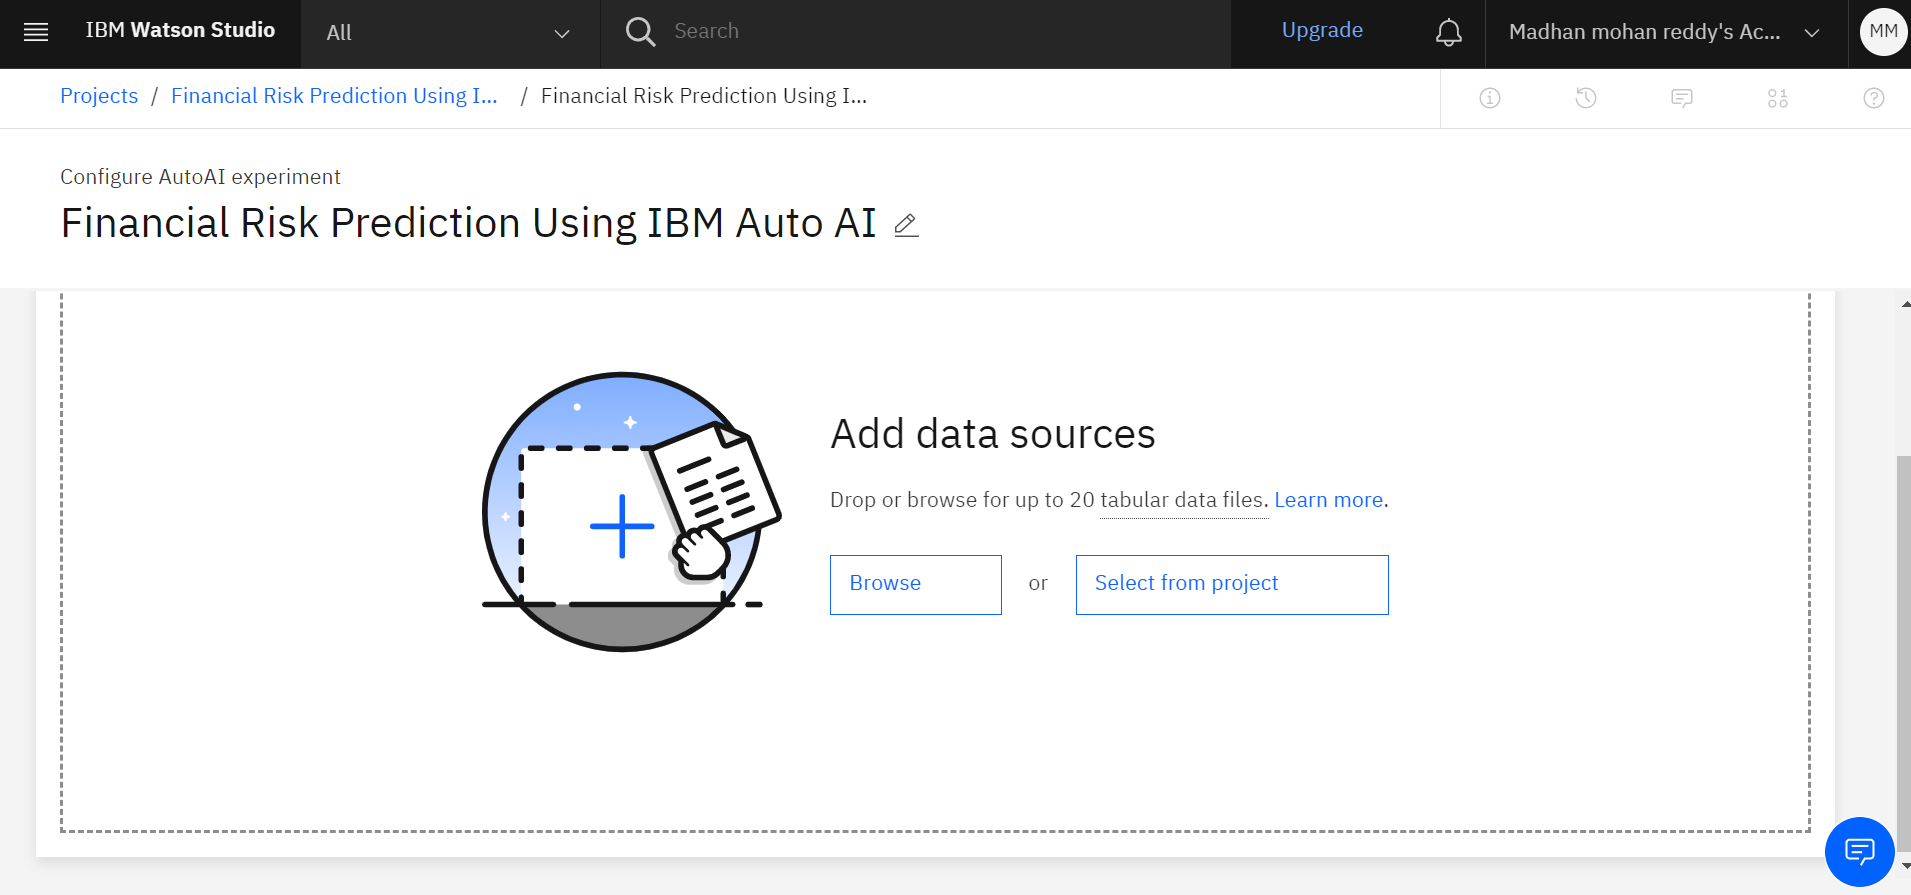 IBM Watson Studio
All
Search
Upgrade
Madhan mohan reddy's Ac...
MM
Projects / Financial Risk Prediction Using I... / Financial Risk Prediction Using I...
Configure AutoAI experiment
Financial Risk Prediction Using IBM Auto AI
Add data sources
Drop or browse for up to 20 tabular data files. Learn more.
Browse or Select from project